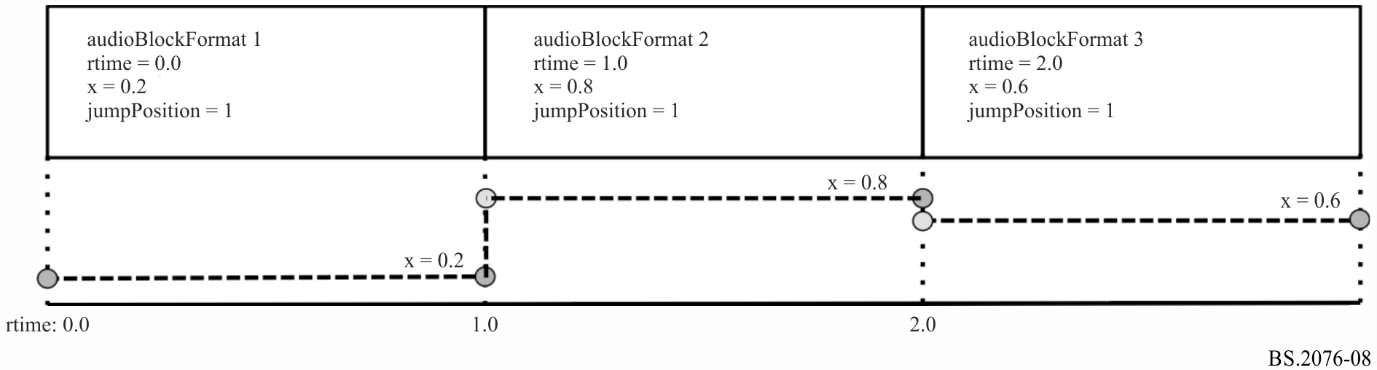 audioBlockFormat 1
rtime = 0.0
x = 0.2
jumpPosition = 1
audioBlockFormat 2
rtime = 1.0
x = 0.8
jumpPosition = 1
audioBlockFormat 3
rtime = 2.0
x = 0.6
jumpPosition = 1
x = 0.8
x = 0.6
x = 0.2
rtime: 0.0
1.0
2.0
BS.2076-08